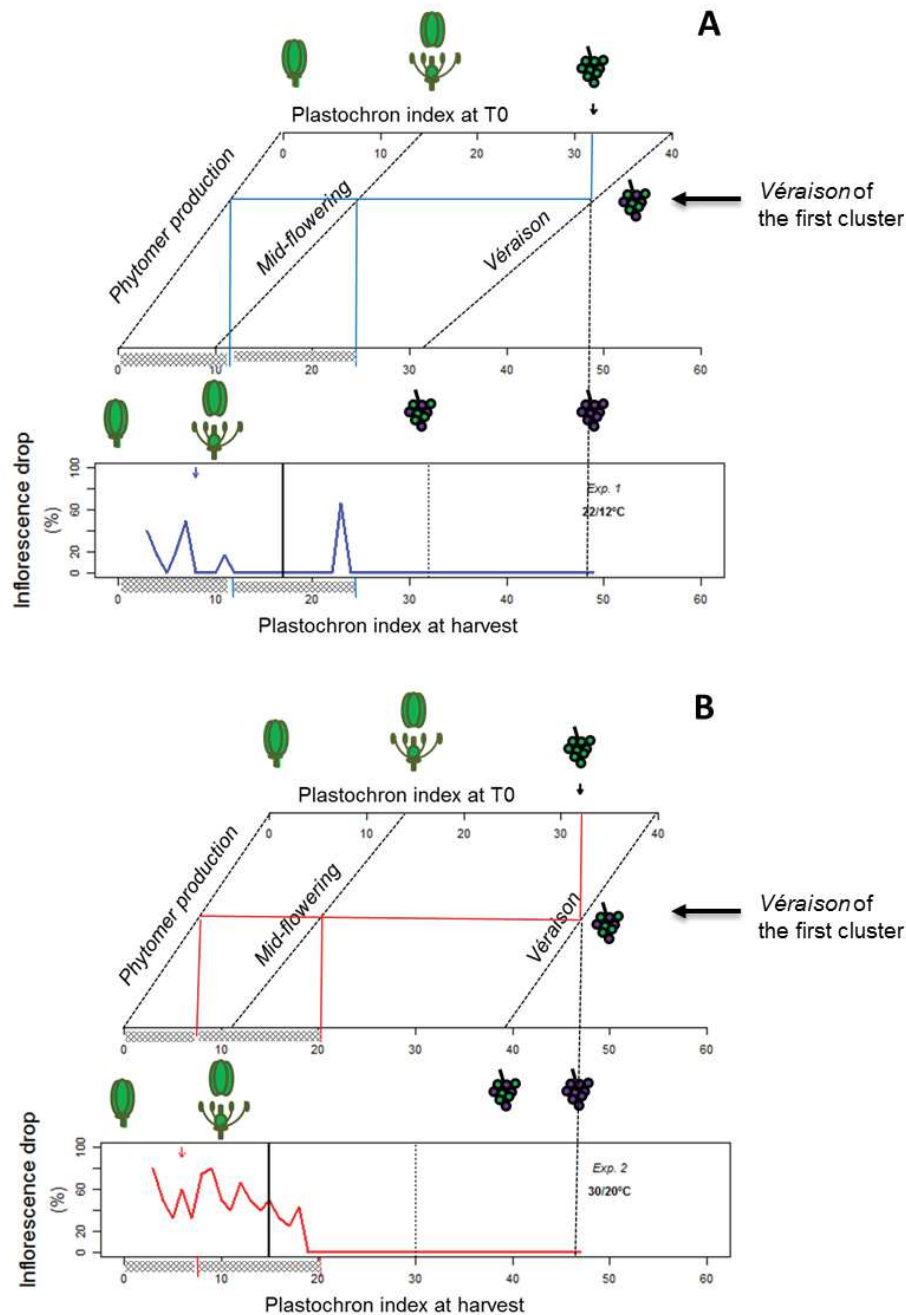 A
Plastochron index at T0
0 10 20 30 40
Phytomer production
Mid-flowering
Véraison
Véraison of
the first cluster
0 10 20 30 40 50 60
Inflorescence drop
(%)
0 20 60 100
Exp. 1
22/12°C
0 10 20 30 40 50 60
Plastochron index at harvest
B
Plastochron index at T0
0 10 20 30 40
Phytomer production
Mid-flowering
Véraison
Véraison of
the first cluster
0 10 20 30 40 50 60
Inflorescence drop
(%)
0 20 60 100
Exp. 2
30/20°C
0 10 20 30 40 50 60
Plastochron index at harvest